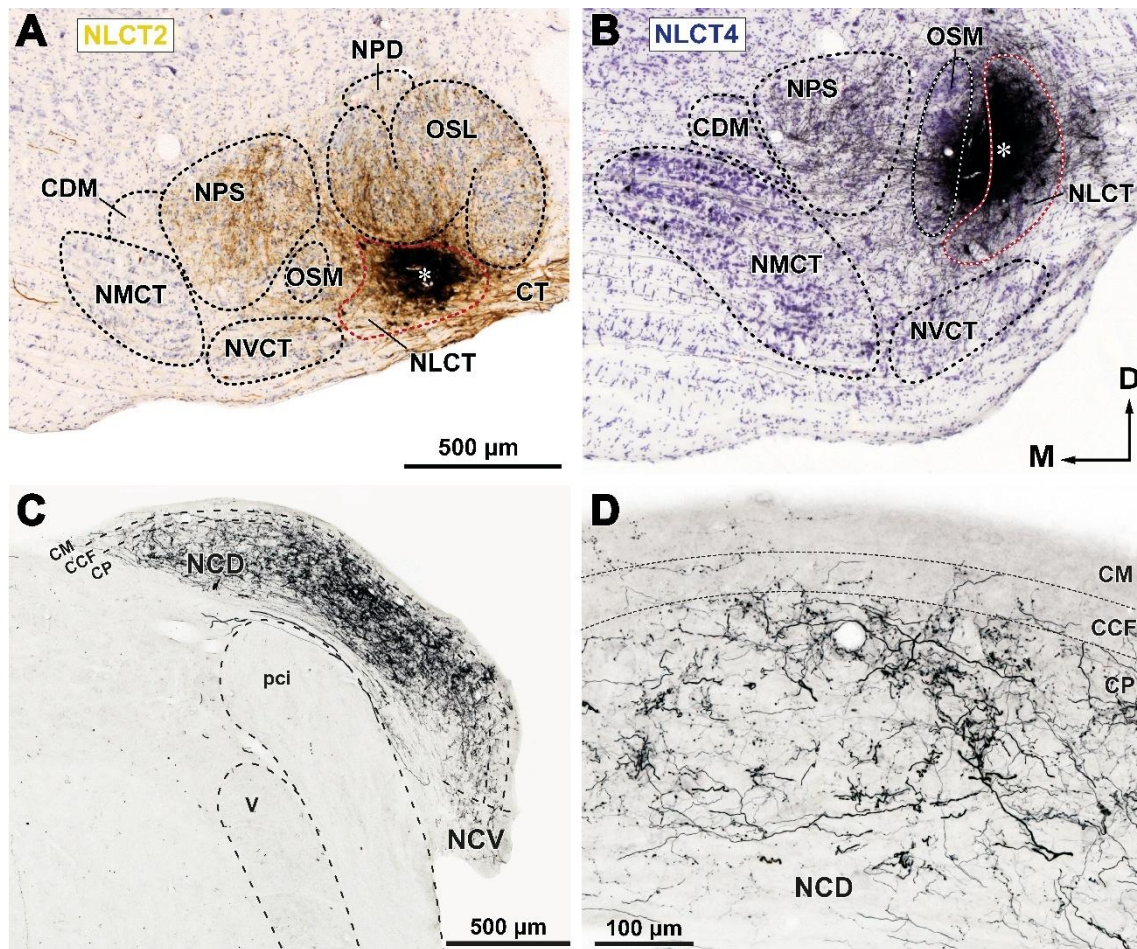 A
NLCT2
NPD
OSL
CDM
NPS
OSM
NMCT
CT
NVCT
NLCT
*
500 µm
B
NLCT4
OSM
NPS
CDM
*
NLCT
NMCT
NVCT
D
M
C
CM
CCF
CP
NCD
pci
V
NCV
500 µm
D
CM
CCF
CP
NCD
100 µm